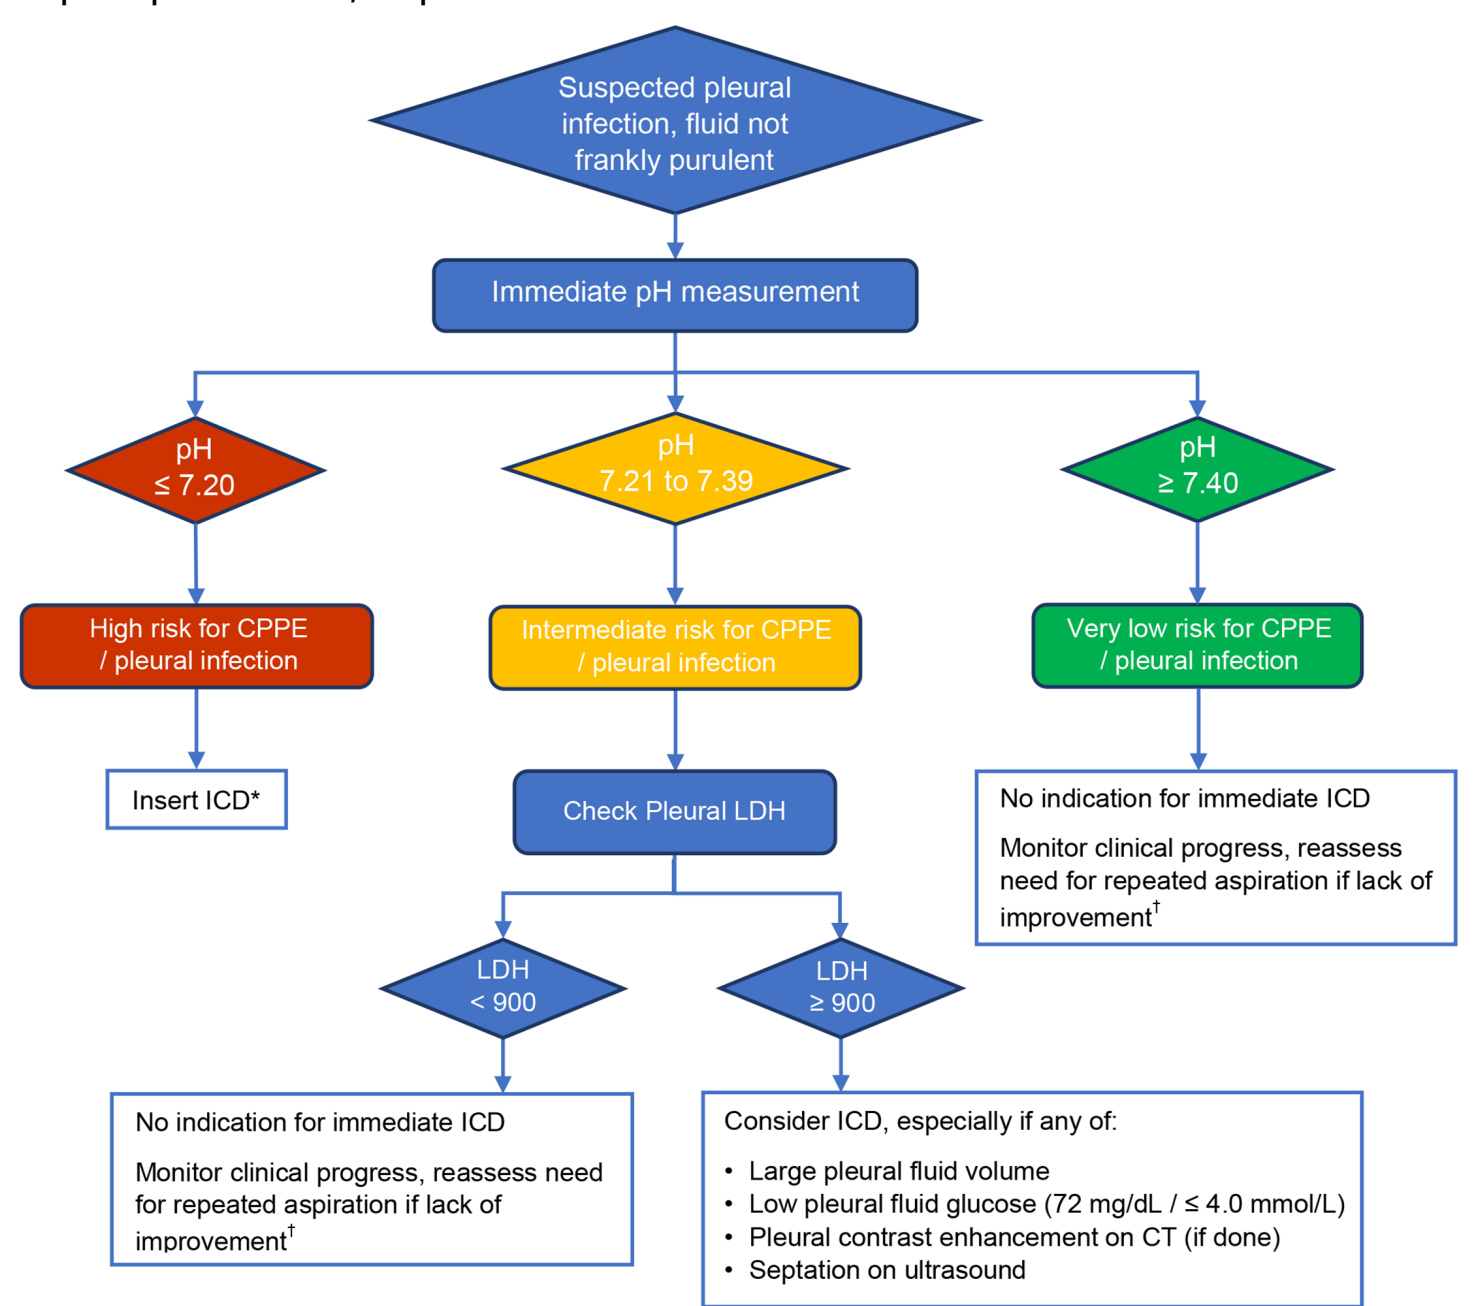 Suspected pleural
infection, fluid not
frankly purulent
Immediate pH measurement
pH
≤ 7.20
pH
7.21 to 7.39
pH
≥ 7.40
High risk for CPPE
/ pleural infection
Intermediate risk for CPPE
/ pleural infection
Very low risk for CPPE
/ pleural infection
Insert ICD*
Check Pleural LDH
No indication for immediate ICD
Monitor clinical progress, reassess
need for repeated aspiration if lack of
improvement†
LDH
< 900
LDH
≥ 900
No indication for immediate ICD
Monitor clinical progress, reassess need
for repeated aspiration if lack of
improvement†
Consider ICD, especially if any of:
• Large pleural fluid volume
• Low pleural fluid glucose (72 mg/dL / ≤ 4.0 mmol/L)
• Pleural contrast enhancement on CT (if done)
• Septation on ultrasound